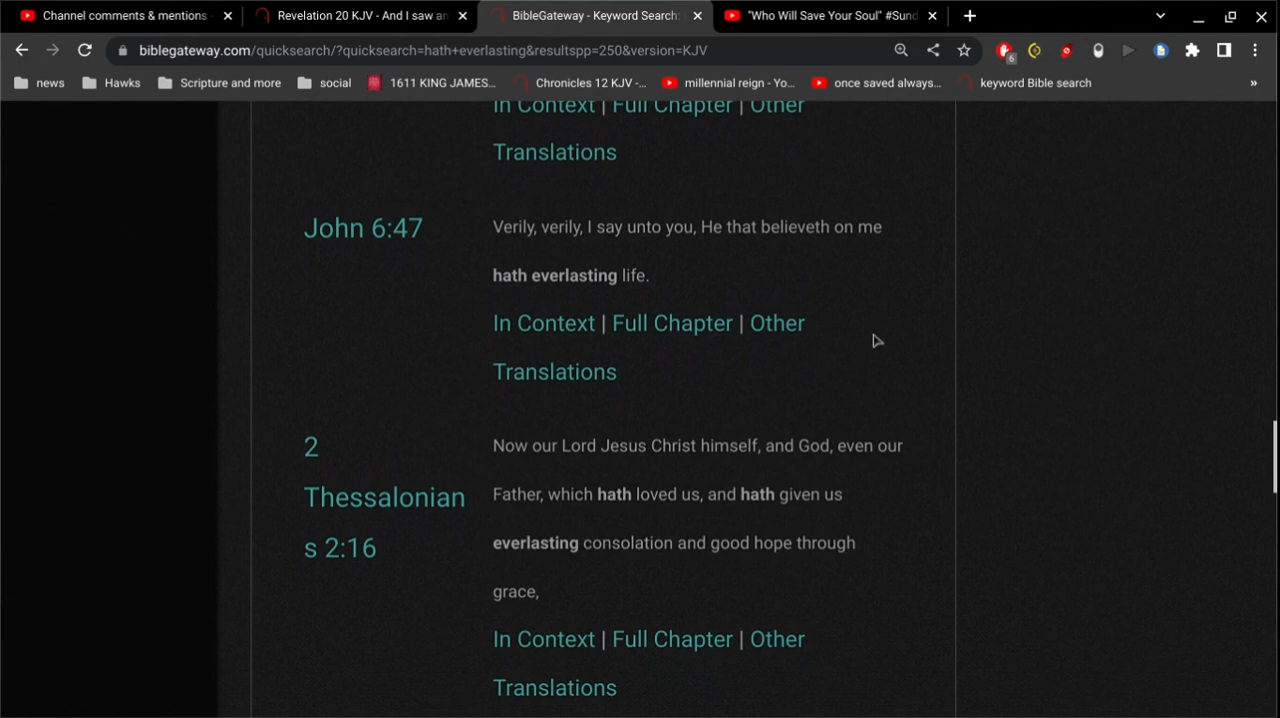 Channel comments & mentions -
Revelation 20 KJV - And I saw an
BibleGateway - Keyword Search:
"Who Will Save Your Soul" #Sund
biblegateway.com/quicksearch/?quicksearch=hath+everlasting&resultspp=250&version=KJV
6
news
Hawks
Scripture and more
social
1611 KING JAMES...
Chronicles 12 KJV -...
millennial reign - Yo...
once saved always...
keyword Bible search
»
In Context | Full Chapter | Other
Translations
John 6:47
Verily, verily, I say unto you, He that believeth on me
hath everlasting life.
In Context | Full Chapter | Other
Translations
2
Thessalonian
s 2:16
Now our Lord Jesus Christ himself, and God, even our
Father, which hath loved us, and hath given us
everlasting consolation and good hope through
grace,
In Context | Full Chapter | Other
Translations